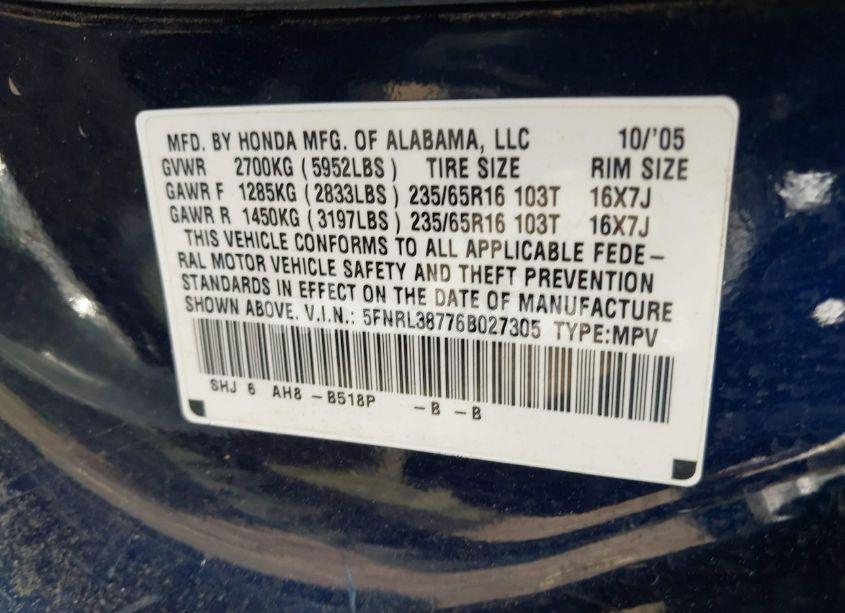 MFD. BY HONDA MFG. OF ALABAMA, LLC 10/'05
GVWR 2700KG (5952LBS) TIRE SIZE RIM SIZE
GAWR F 1285KG (2833LBS) 235/65R16 103T 16X7J
GAWR R 1450KG (3197LBS) 235/65R16 103T 16X7J
THIS VEHICLE CONFORMS TO ALL APPLICABLE FEDE-
RAL MOTOR VEHICLE SAFETY AND THEFT PREVENTION
STANDARDS IN EFFECT ON THE DATE OF MANUFACTURE
SHOWN ABOVE. V.I.N.: 5FNRL38776B027305 TYPE:MPV
SHJ 6 AH8 -B518P -B -B